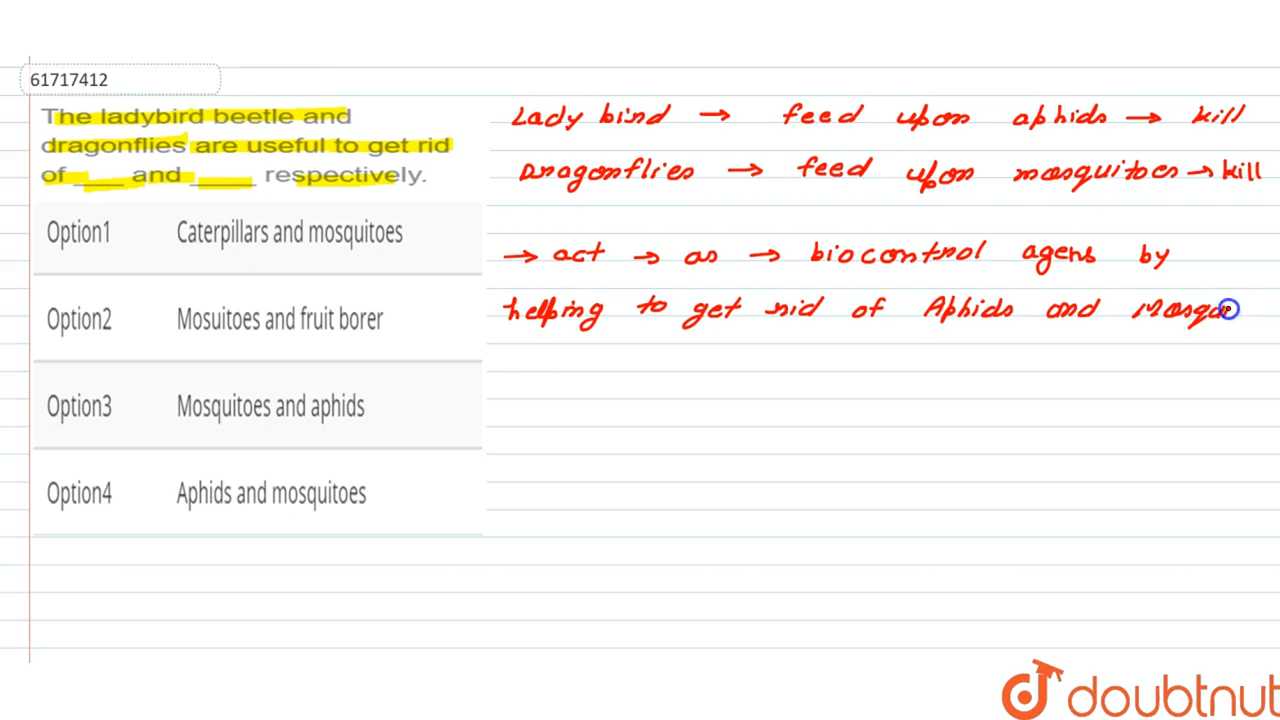 61717412
The ladybird beetle and
dragonflies are useful to get rid
of ____ and _____ respectively.
Option1 Caterpillars and mosquitoes
Option2 Mosuitoes and fruit borer
Option3 Mosquitoes and aphids
Option4 Aphids and mosquitoes
Lady bird → feed upon aphids → kill
Dragonflies → feed upon mosquitoes → kill
→ act → as → biocontrol agens by
helping to get rid of Aphids and Mosqu
doubtnut